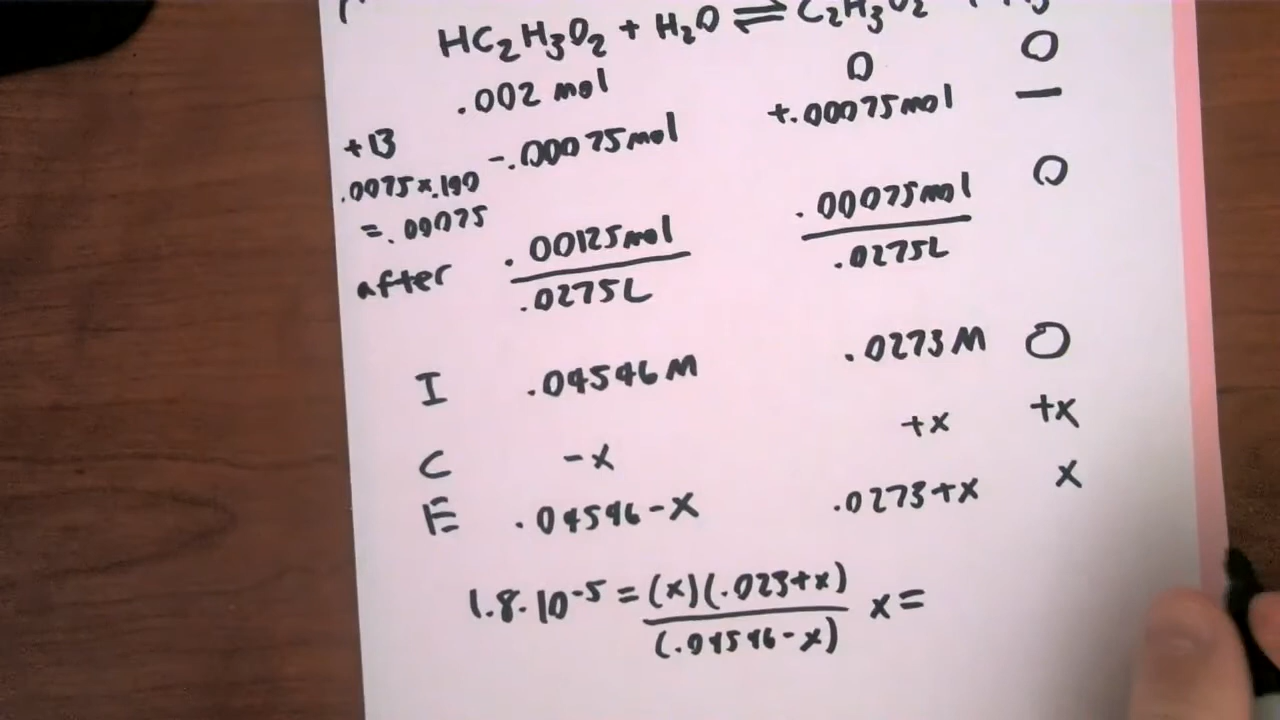 HC₂H₃O₂ + H₂O ⇌ C₂H₃O₂
.002 mol 0 0
+B -.00075mol +.00075mol —
.0075×.100
=.00075
after .00125mol/.0275L .00075mol/.0275L 0
I .04546M .0273M 0
C -x +x +x
E .04546-x .0273+x x
1.8·10⁻⁵ = (x)(.023+x)/(.04546-x) x=